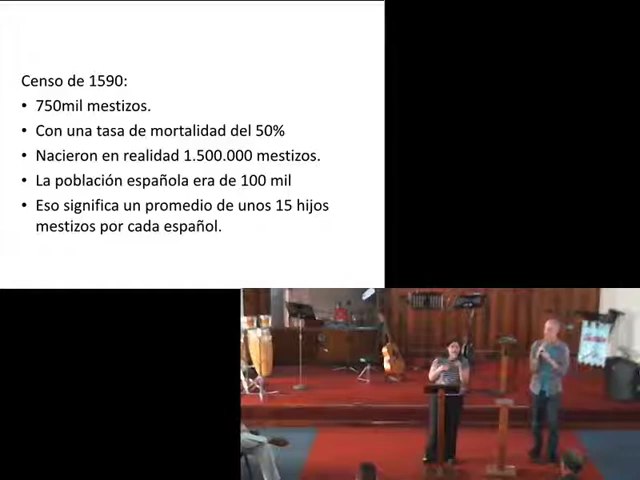 Censo de 1590:
• 750mil mestizos.
• Con una tasa de mortalidad del 50%
• Nacieron en realidad 1.500.000 mestizos.
• La población española era de 100 mil
• Eso significa un promedio de unos 15 hijos
mestizos por cada español.